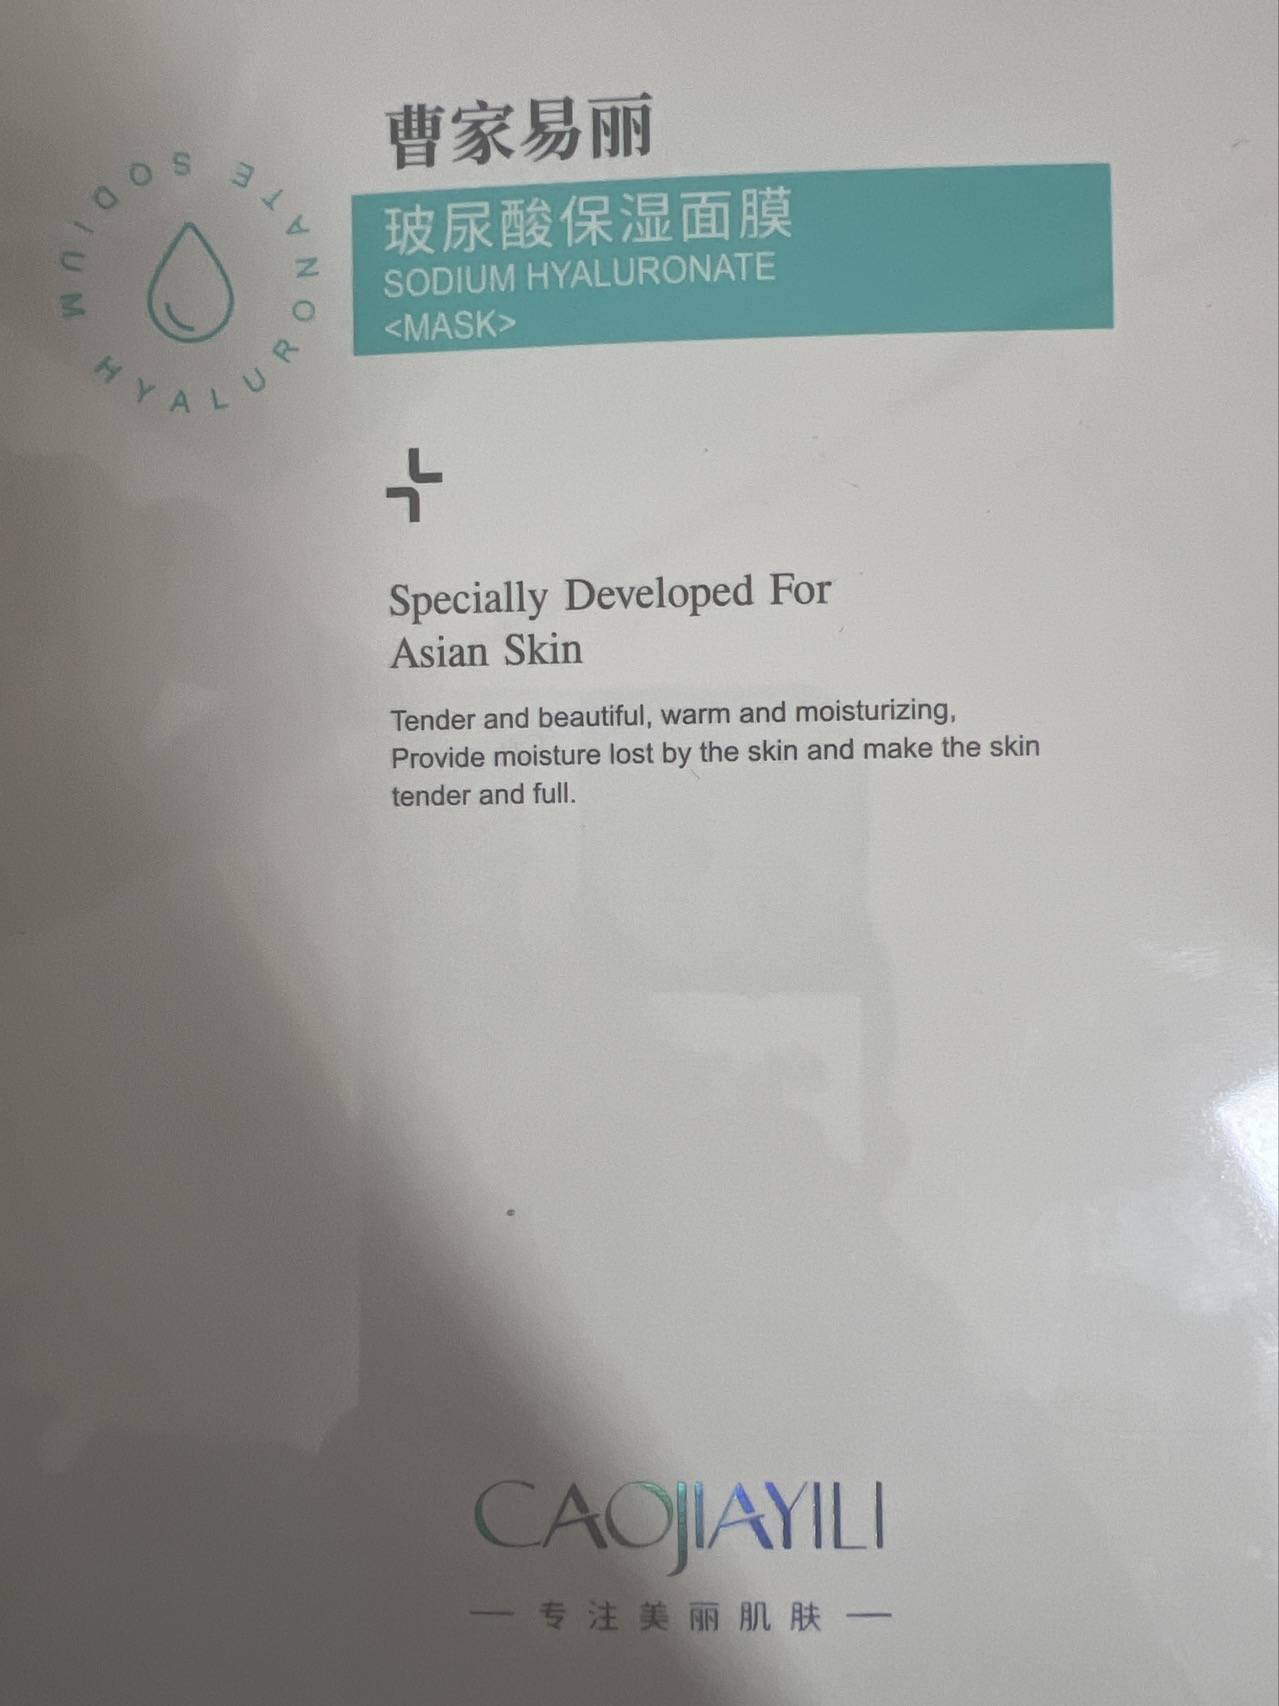 曹家易丽
SODIUM HYALURONATE
玻尿酸保湿面膜
SODIUM HYALURONATE
<MASK>
Specially Developed For
Asian Skin
Tender and beautiful, warm and moisturizing,
Provide moisture lost by the skin and make the skin
tender and full.
CAOJIAYILI
— 专注美丽肌肤 —